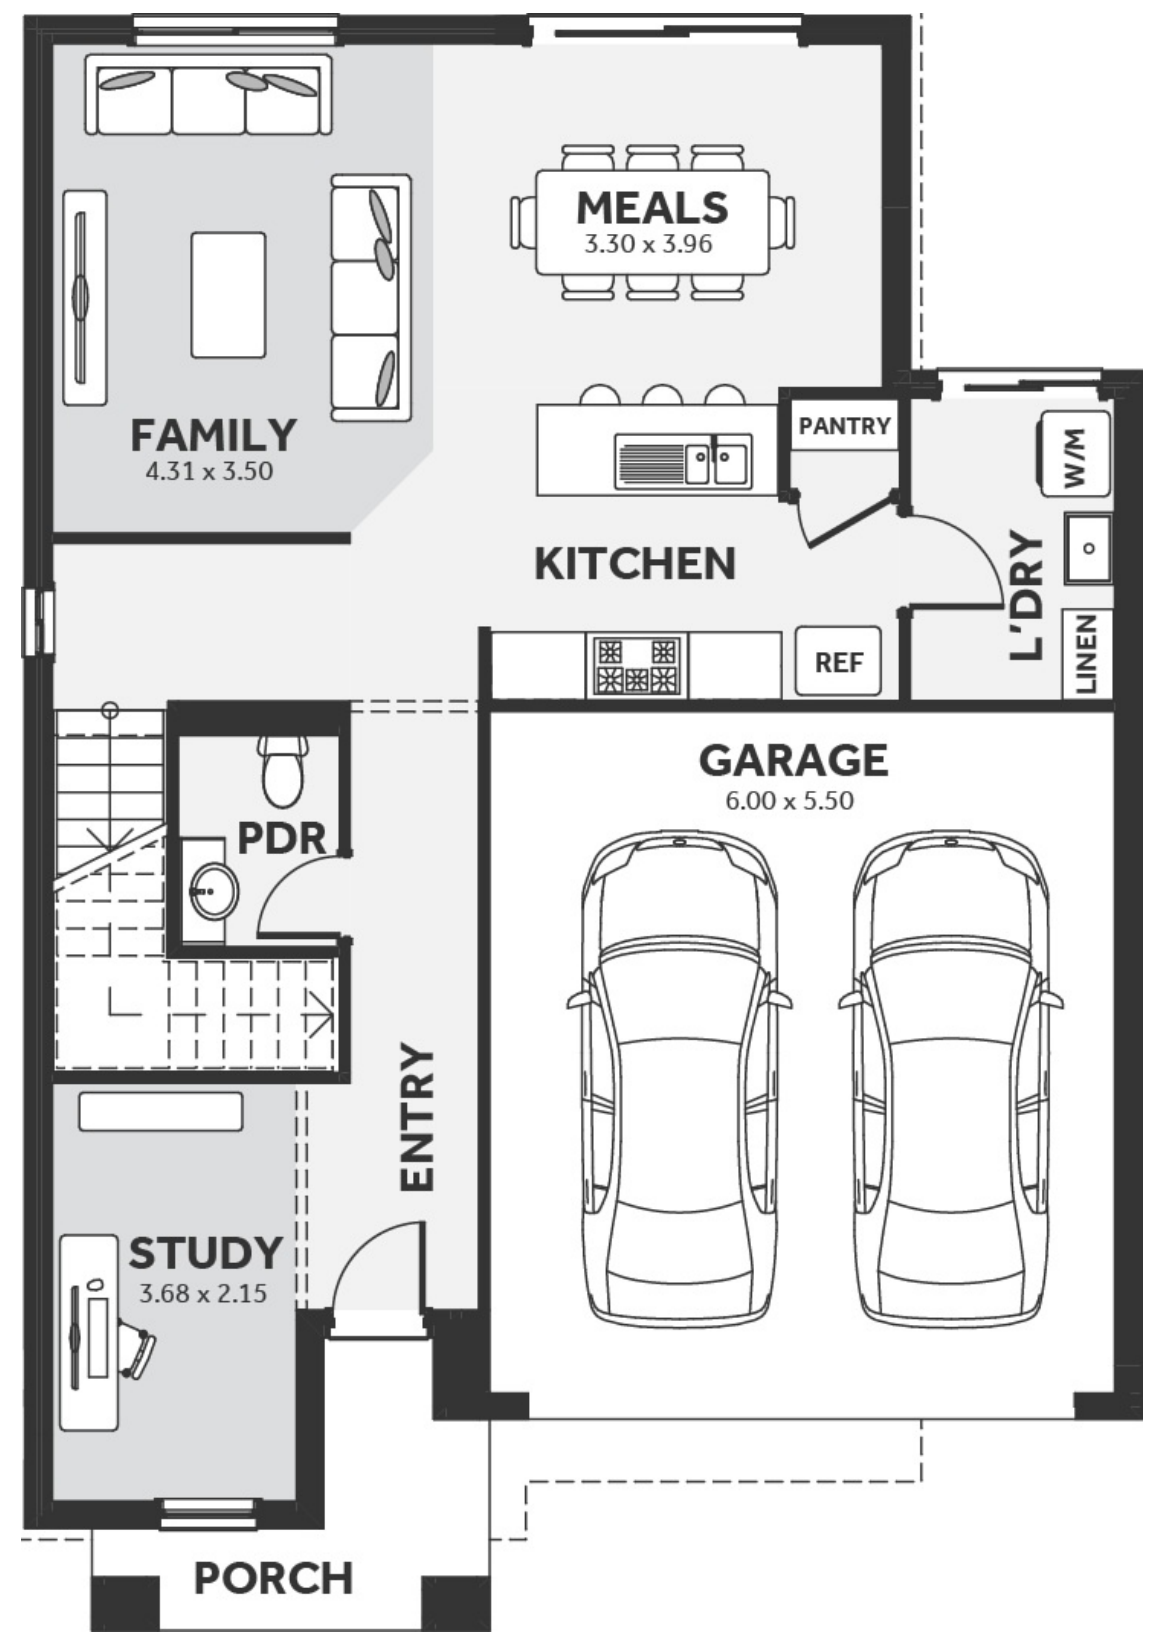 MEALS
3.30 x 3.96
FAMILY
4.31 x 3.50
PANTRY
W/M
KITCHEN
L'DRY
LINEN
REF
GARAGE
6.00 x 5.50
PDR
ENTRY
STUDY
3.68 x 2.15
PORCH